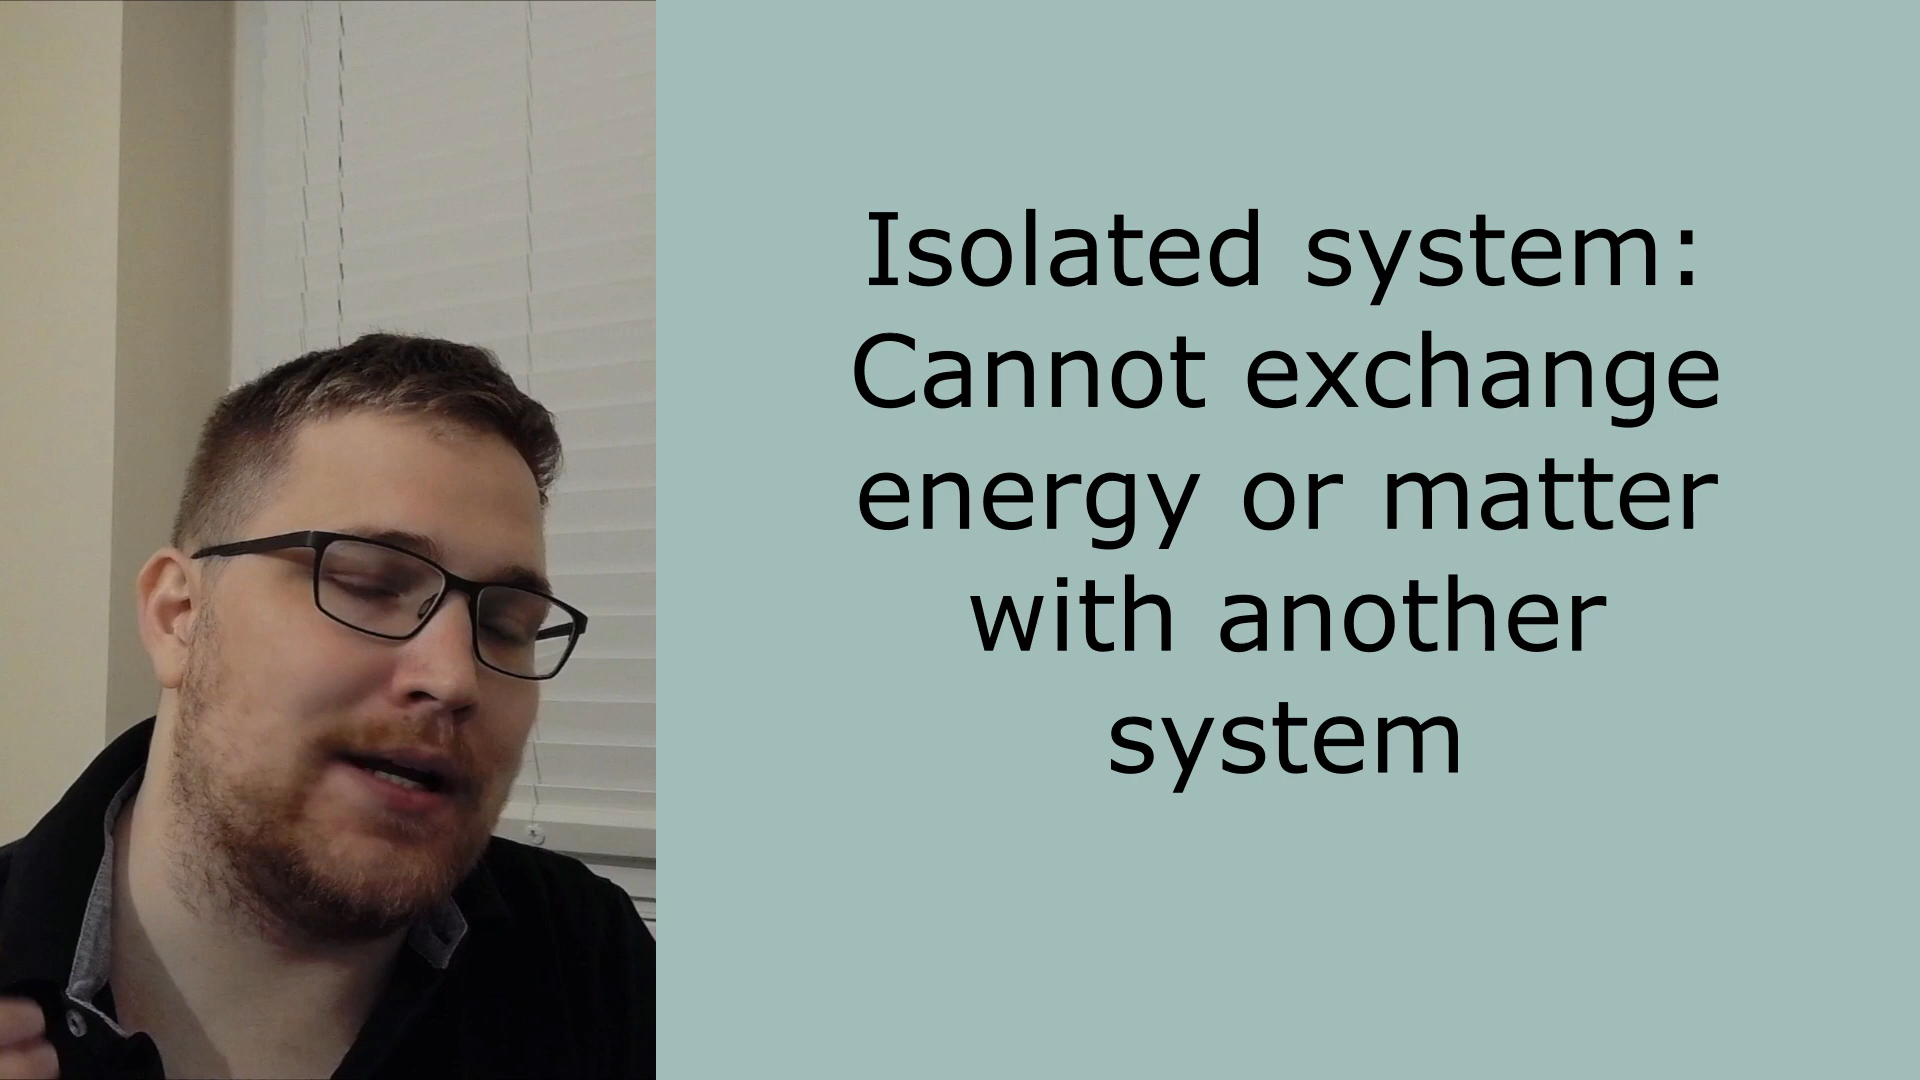 Isolated system:
Cannot exchange
energy or matter
with another
system